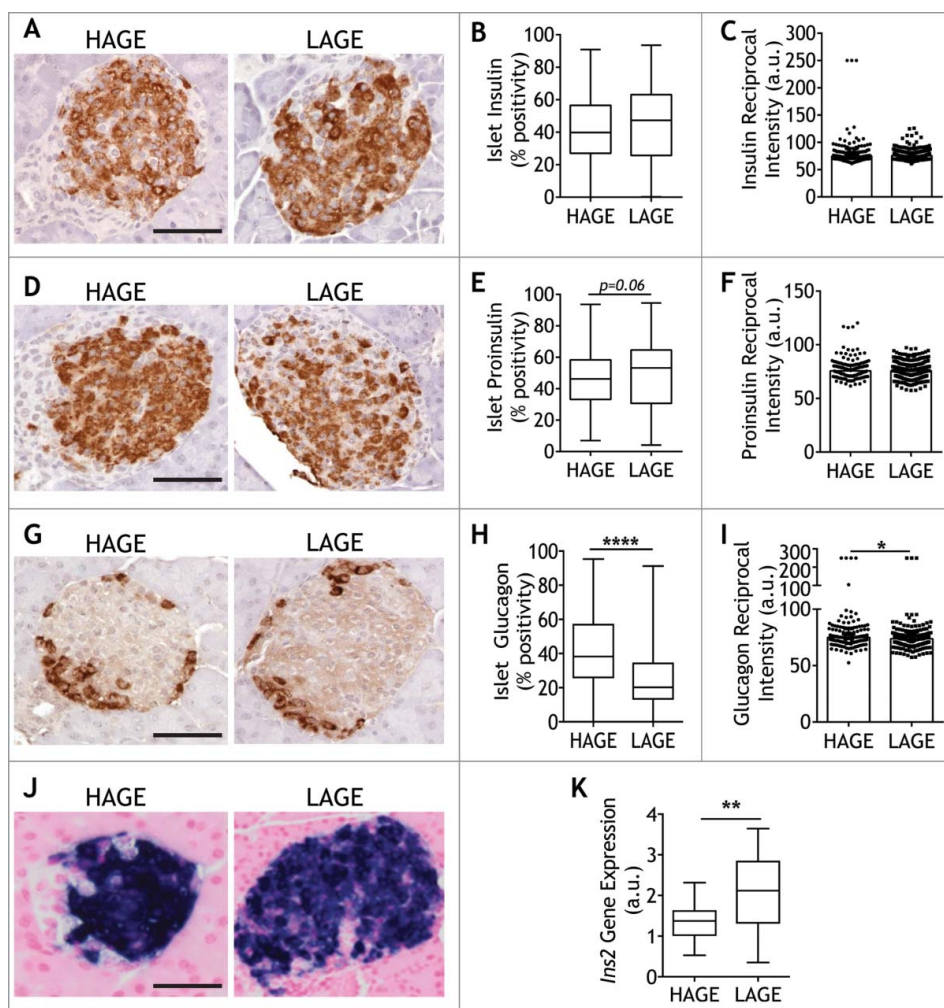 A
HAGE LAGE
B
Islet Insulin
(% positivity)
100
80
60
40
20
0
HAGE LAGE
C
Insulin Reciprocal
Intensity (a.u.)
300
250
200
150
100
50
0
HAGE LAGE
D
HAGE LAGE
E
Islet Proinsulin
(% positivity)
p=0.06
100
80
60
40
20
0
HAGE LAGE
F
Proinsulin Reciprocal
Intensity (a.u.)
150
100
50
0
HAGE LAGE
G
HAGE LAGE
H
Islet Glucagon
(% positivity)
****
100
80
60
40
20
0
HAGE LAGE
I
Glucagon Reciprocal
Intensity (a.u.)
*
300
200
100
100
50
0
HAGE LAGE
J
HAGE LAGE
K
Ins2 Gene Expression
(a.u.)
**
4
3
2
1
0
HAGE LAGE